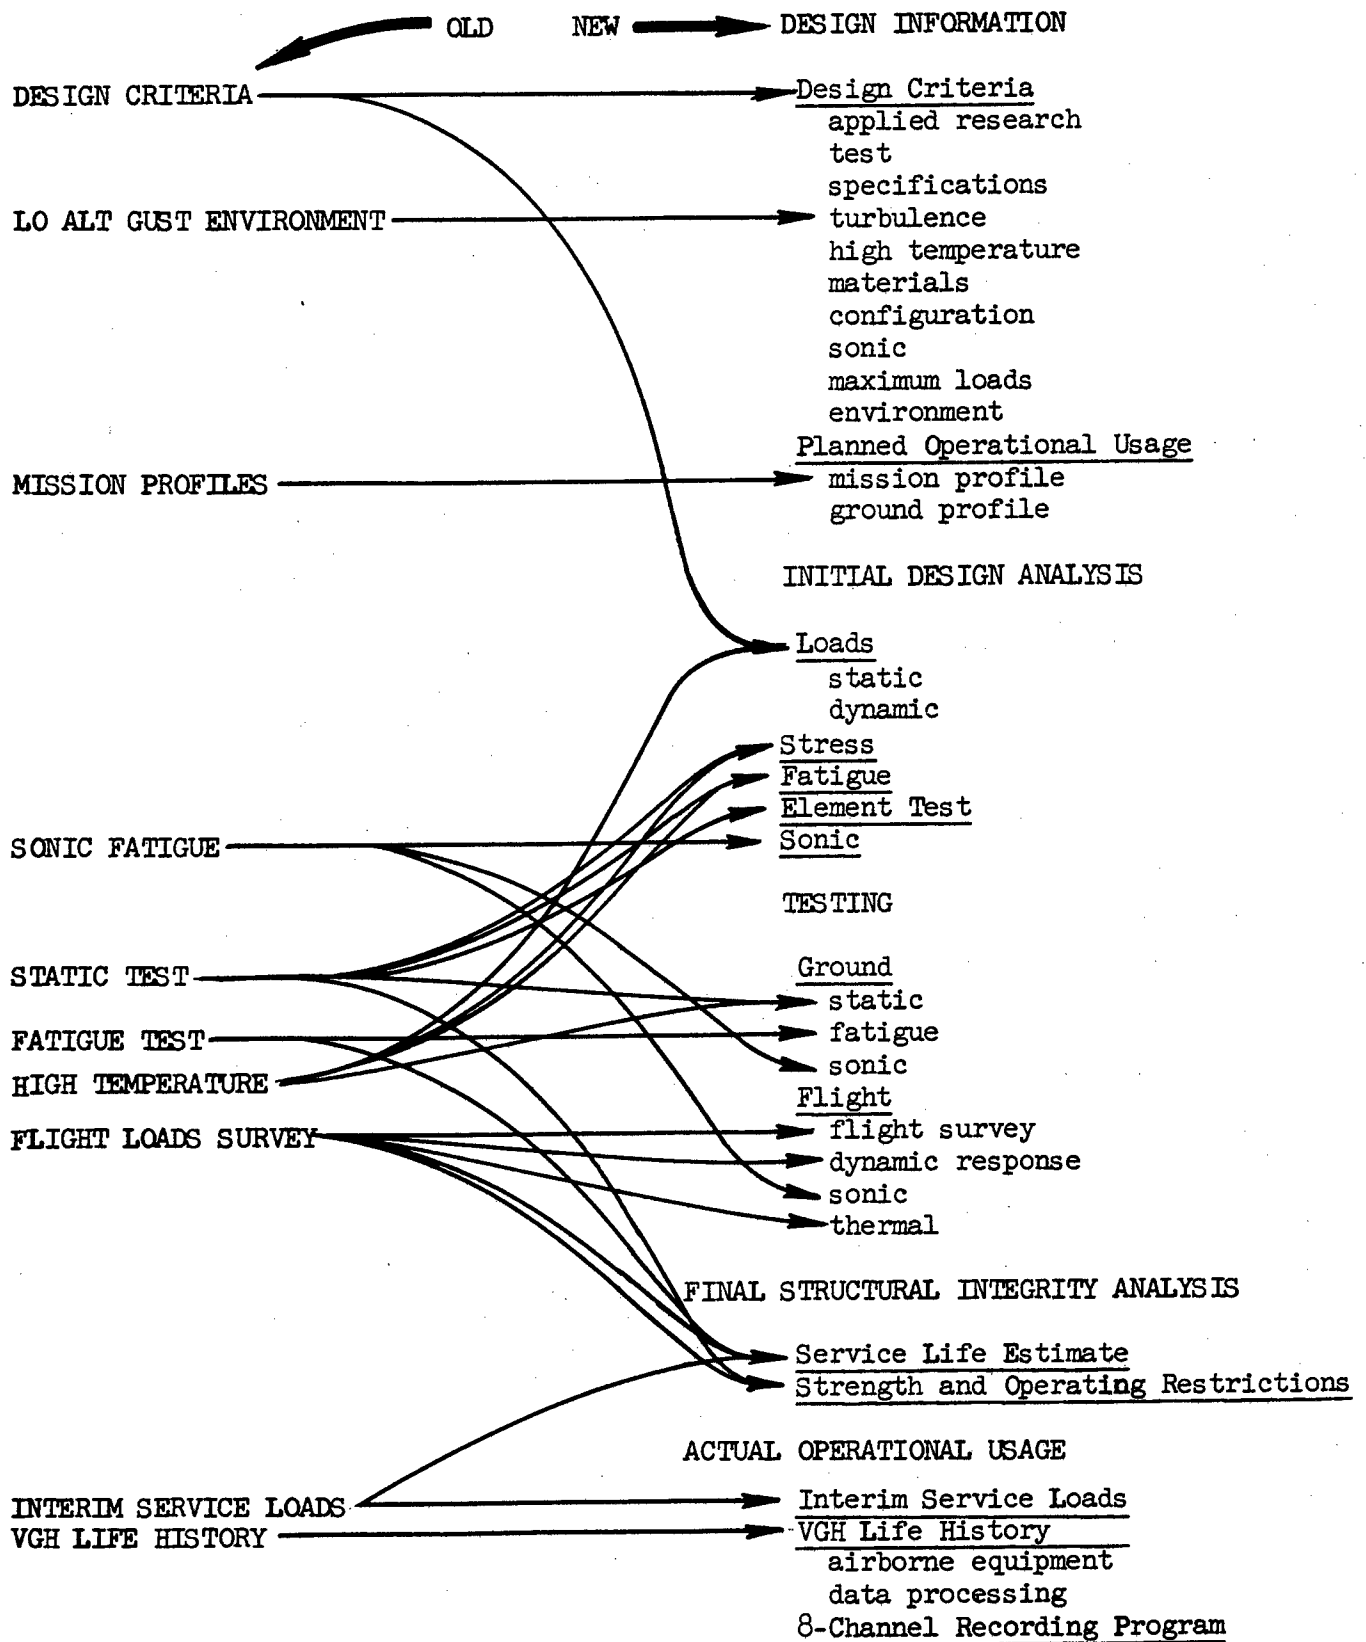 OLD NEW DESIGN INFORMATION
DESIGN CRITERIA Design Criteria
applied research
test
specifications
LO ALT GUST ENVIRONMENT turbulence
high temperature
materials
configuration
sonic
maximum loads
environment
Planned Operational Usage
MISSION PROFILES mission profile
ground profile
INITIAL DESIGN ANALYSIS
Loads
static
dynamic
Stress
Fatigue
Element Test
SONIC FATIGUE Sonic
TESTING
Ground
STATIC TEST static
FATIGUE TEST fatigue
HIGH TEMPERATURE sonic
Flight
FLIGHT LOADS SURVEY flight survey
dynamic response
sonic
thermal
FINAL STRUCTURAL INTEGRITY ANALYSIS
Service Life Estimate
Strength and Operating Restrictions
ACTUAL OPERATIONAL USAGE
INTERIM SERVICE LOADS Interim Service Loads
VGH LIFE HISTORY VGH Life History
airborne equipment
data processing
8-Channel Recording Program